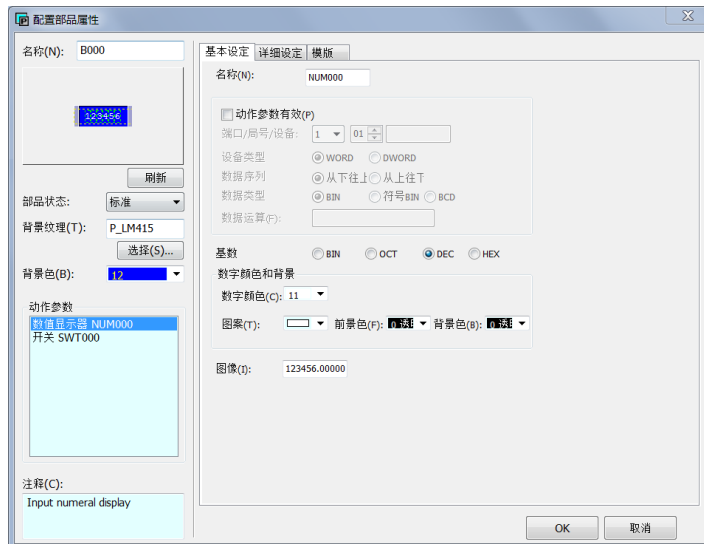 配置部品属性
名称(N): B000
123456
刷新
部品状态: 标准
背景纹理(T): P_LM415
选择(S)...
背景色(B): 12
动作参数
数值显示器 NUM000
开关 SWT000
注释(C):
Input numeral display
基本设定 详细设定 模版
名称(N): NUM000
动作参数有效(P)
端口/局号/设备: 1 01
设备类型 WORD DWORD
数据序列 从下往上 从上往下
数据类型 BIN 符号BIN BCD
数据运算(F):
基数 BIN OCT DEC HEX
数字颜色和背景
数字颜色(C): 11
图案(T): 前景色(F): 0 透 背景色(B): 0 透
图像(I): 123456.00000
OK 取消